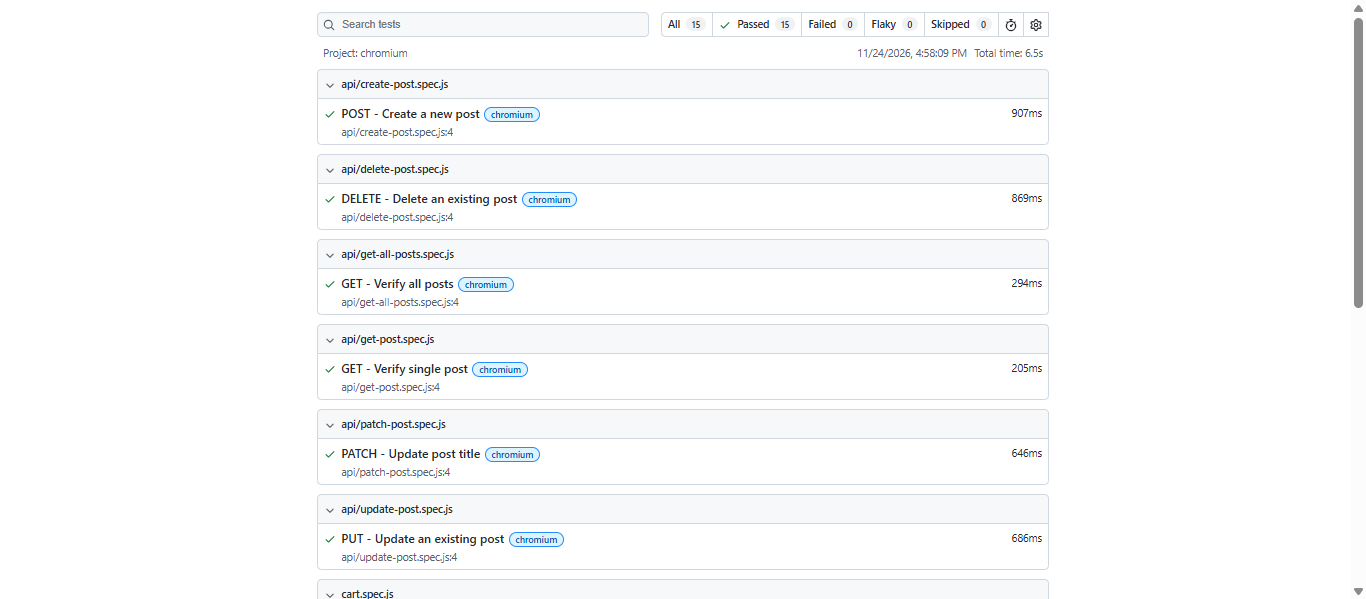 Search tests
All 15 Passed 15 Failed 0 Flaky 0 Skipped 0
Project: chromium 11/24/2026, 4:58:09 PM Total time: 6.5s
api/create-post.spec.js
POST - Create a new post chromium 907ms
api/create-post.spec.js:4
api/delete-post.spec.js
DELETE - Delete an existing post chromium 869ms
api/delete-post.spec.js:4
api/get-all-posts.spec.js
GET - Verify all posts chromium 294ms
api/get-all-posts.spec.js:4
api/get-post.spec.js
GET - Verify single post chromium 205ms
api/get-post.spec.js:4
api/patch-post.spec.js
PATCH - Update post title chromium 646ms
api/patch-post.spec.js:4
api/update-post.spec.js
PUT - Update an existing post chromium 686ms
api/update-post.spec.js:4
cart.spec.js